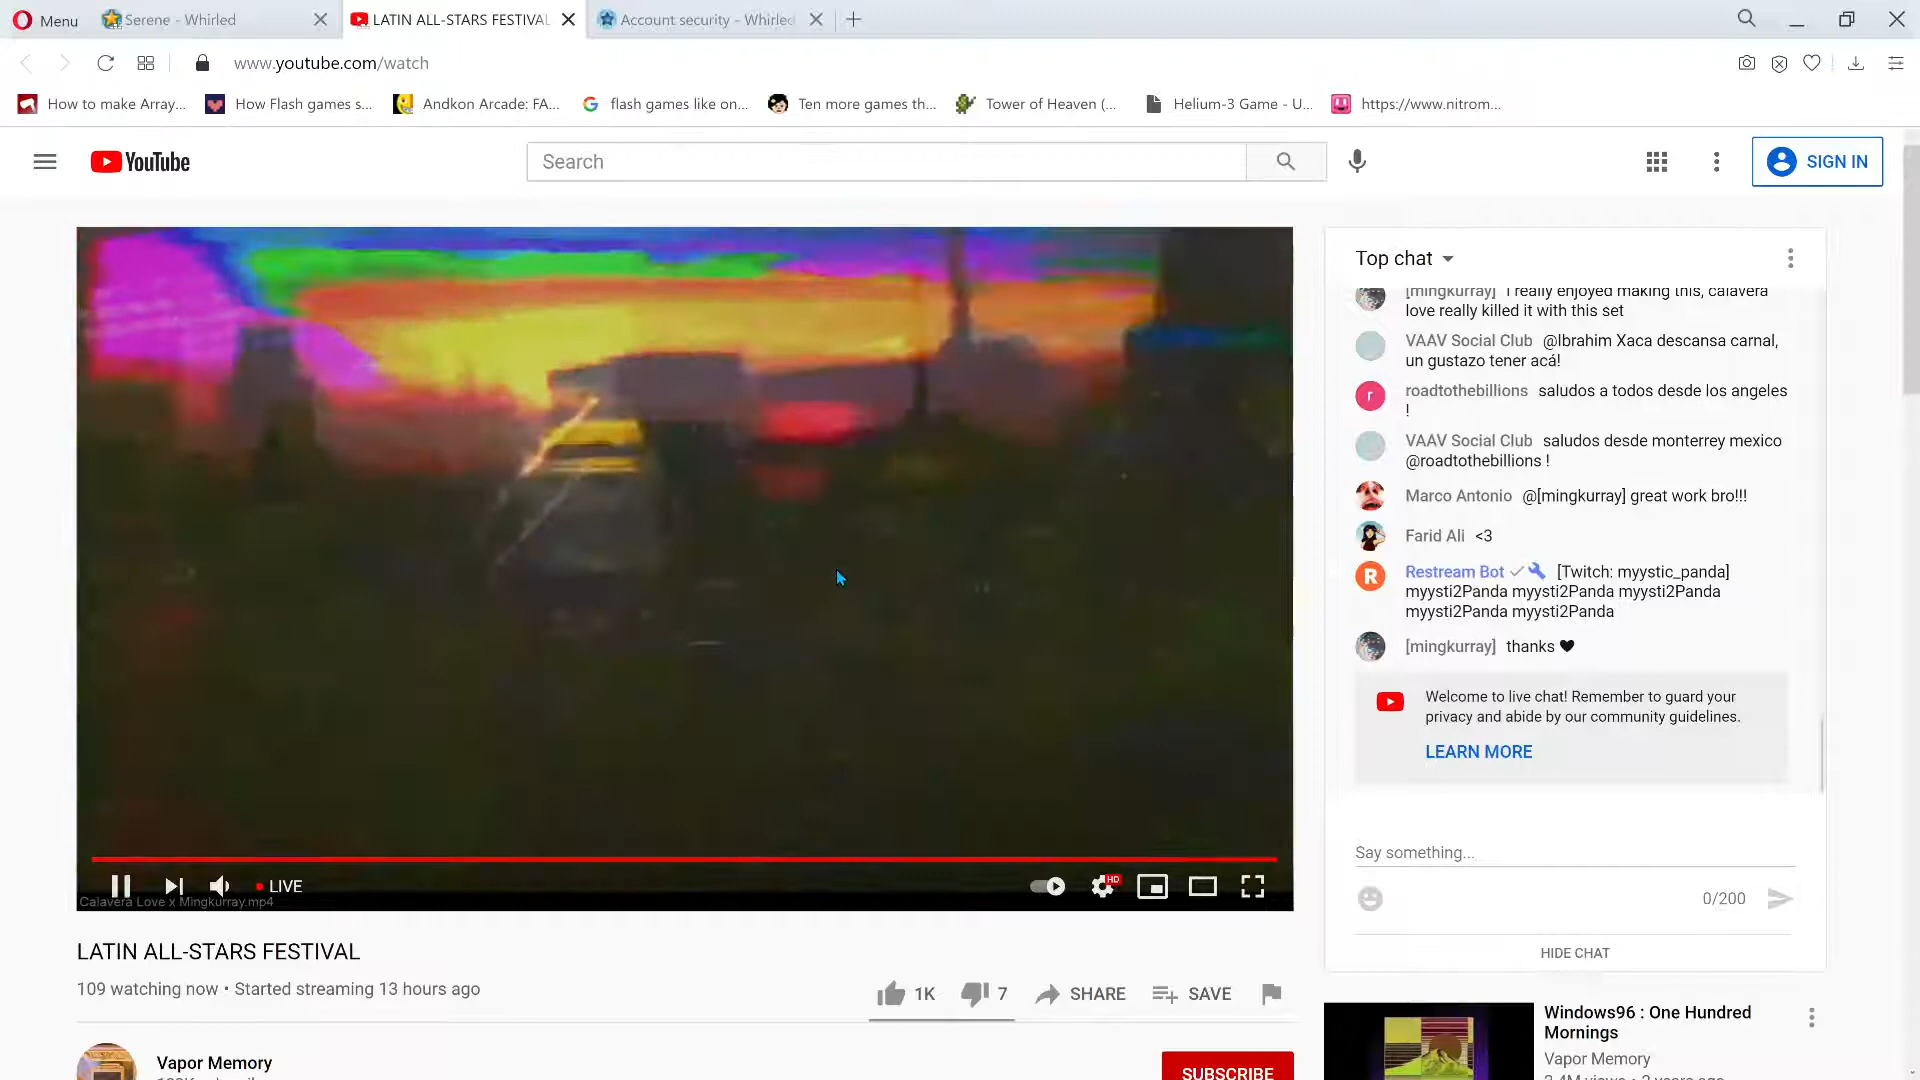 Menu
Serene - Whirled
LATIN ALL-STARS FESTIVAL
Account security - Whirled
www.youtube.com/watch
How to make Array...
How Flash games s...
Andkon Arcade: FA...
flash games like on...
Ten more games th...
Tower of Heaven (...
Helium-3 Game - U...
https://www.nitrom...
YouTube
Search
SIGN IN
Top chat
[mingkurray] I really enjoyed making this, calavera
love really killed it with this set
VAAV Social Club @Ibrahim Xaca descansa carnal,
un gustazo tener acá!
r
roadtothebillions saludos a todos desde los angeles
!
VAAV Social Club saludos desde monterrey mexico
@roadtothebillions !
Marco Antonio @[mingkurray] great work bro!!!
Farid Ali <3
R
Restream Bot [Twitch: myystic_panda]
myysti2Panda myysti2Panda myysti2Panda
myysti2Panda myysti2Panda
[mingkurray] thanks 🖤
Welcome to live chat! Remember to guard your
privacy and abide by our community guidelines.
LEARN MORE
Say something...
0/200
HIDE CHAT
LIVE
HD
Calavera Love x Mingkurray.mp4
LATIN ALL-STARS FESTIVAL
109 watching now • Started streaming 13 hours ago
1K
7
SHARE
SAVE
Vapor Memory
SUBSCRIBE
Windows96 : One Hundred
Mornings
Vapor Memory